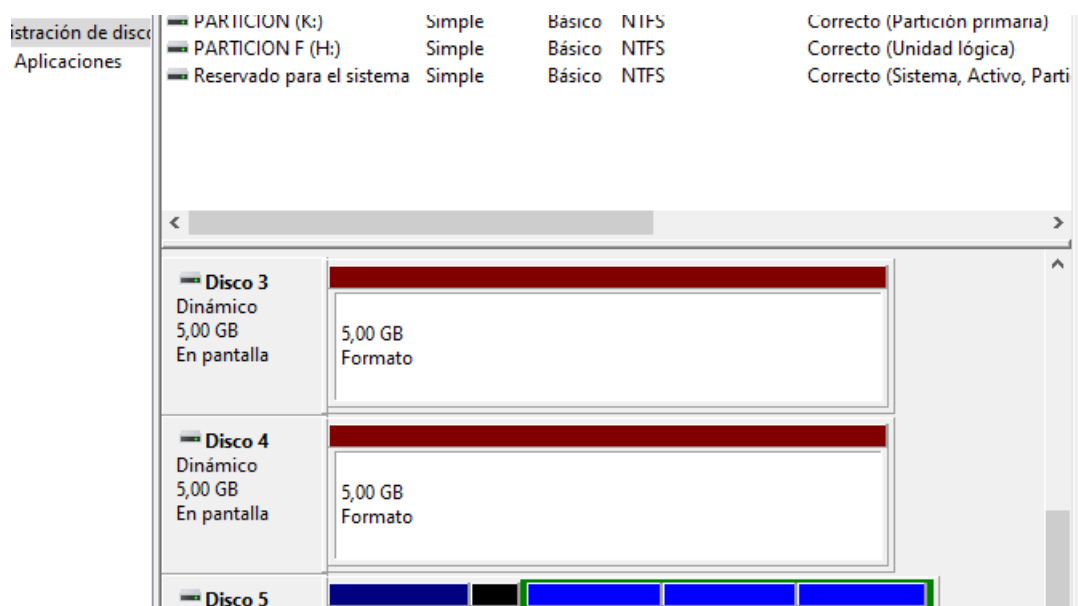 istración de disco
Aplicaciones
PARTICION (K:) Simple Básico NTFS Correcto (Partición primaria)
PARTICION F (H:) Simple Básico NTFS Correcto (Unidad lógica)
Reservado para el sistema Simple Básico NTFS Correcto (Sistema, Activo, Parti
Disco 3
Dinámico
5,00 GB
En pantalla
5,00 GB
Formato
Disco 4
Dinámico
5,00 GB
En pantalla
5,00 GB
Formato
Disco 5